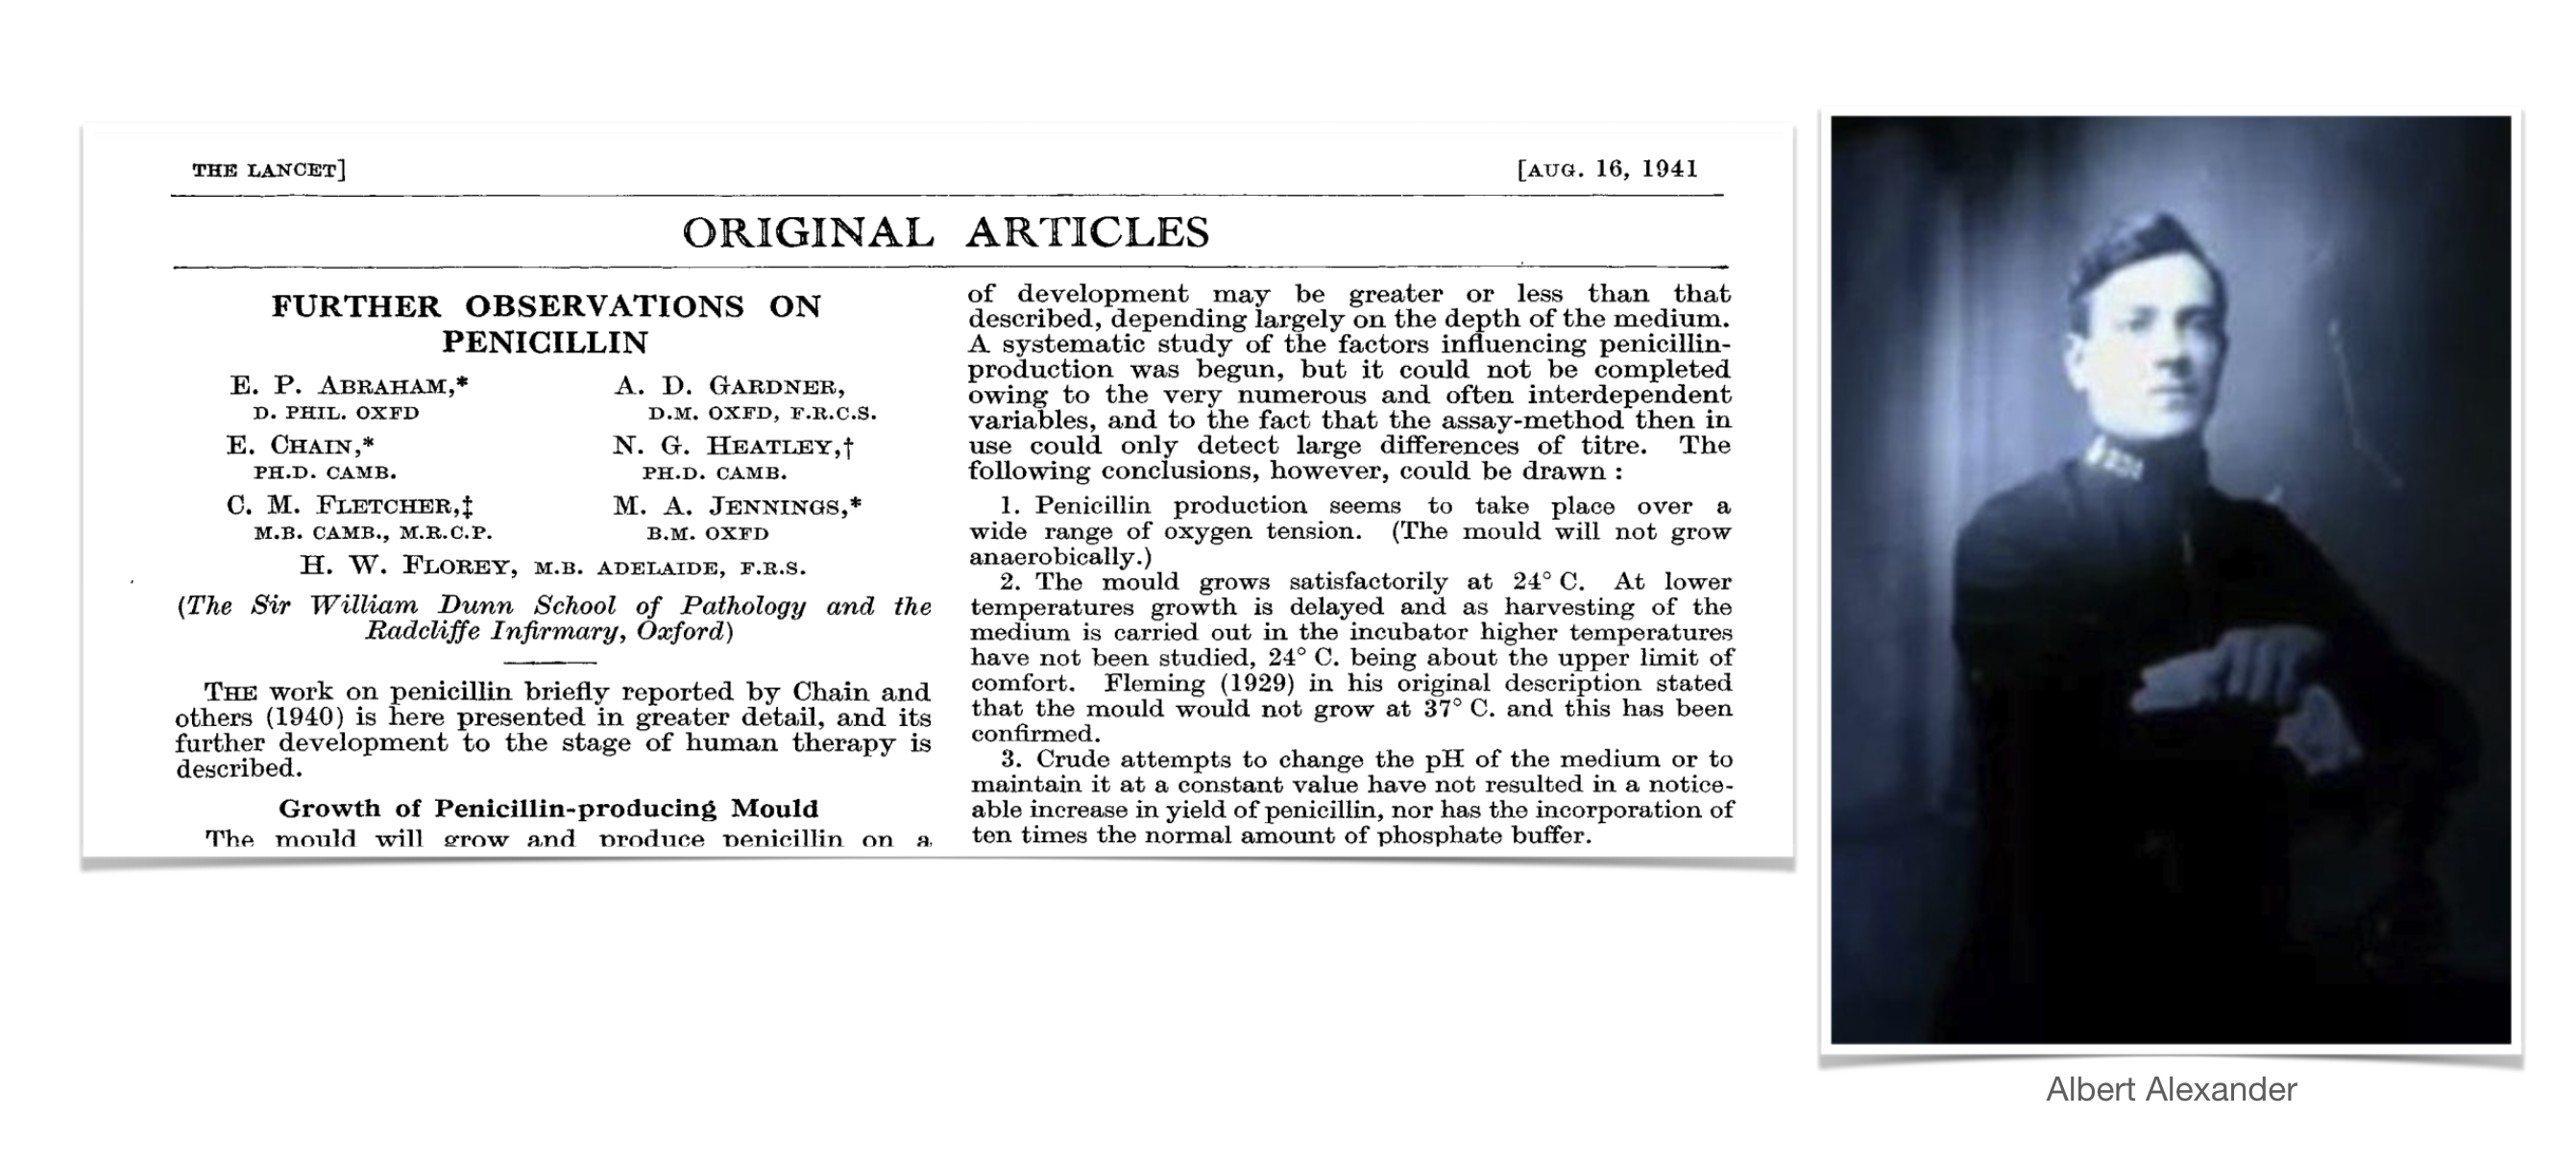 THE LANCET]
[AUG. 16, 1941
ORIGINAL ARTICLES
FURTHER OBSERVATIONS ON
PENICILLIN
E. P. ABRAHAM,*
D. PHIL. OXFD
A. D. GARDNER,
D.M. OXFD, F.R.C.S.
E. CHAIN,*
PH.D. CAMB.
N. G. HEATLEY,†
PH.D. CAMB.
C. M. FLETCHER,‡
M.B. CAMB., M.R.C.P.
M. A. JENNINGS,*
B.M. OXFD
H. W. FLOREY, M.B. ADELAIDE, F.R.S.
(The Sir William Dunn School of Pathology and the
Radcliffe Infirmary, Oxford)
THE work on penicillin briefly reported by Chain and
others (1940) is here presented in greater detail, and its
further development to the stage of human therapy is
described.
Growth of Penicillin-producing Mould
The mould will grow and produce penicillin on a
of development may be greater or less than that
described, depending largely on the depth of the medium.
A systematic study of the factors influencing penicillin-
production was begun, but it could not be completed
owing to the very numerous and often interdependent
variables, and to the fact that the assay-method then in
use could only detect large differences of titre. The
following conclusions, however, could be drawn :
1. Penicillin production seems to take place over a
wide range of oxygen tension. (The mould will not grow
anaerobically.)
2. The mould grows satisfactorily at 24° C. At lower
temperatures growth is delayed and as harvesting of the
medium is carried out in the incubator higher temperatures
have not been studied, 24° C. being about the upper limit of
comfort. Fleming (1929) in his original description stated
that the mould would not grow at 37° C. and this has been
confirmed.
3. Crude attempts to change the pH of the medium or to
maintain it at a constant value have not resulted in a notice-
able increase in yield of penicillin, nor has the incorporation of
ten times the normal amount of phosphate buffer.
Albert Alexander